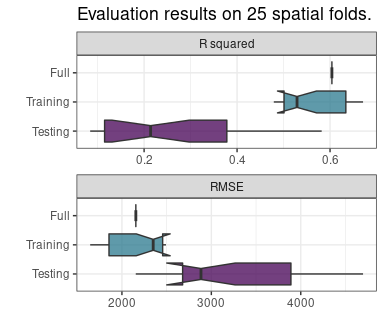 Evaluation results on 25 spatial folds.
R squared
Full
Training
Testing
0.2 0.4 0.6
RMSE
Full
Training
Testing
2000 3000 4000